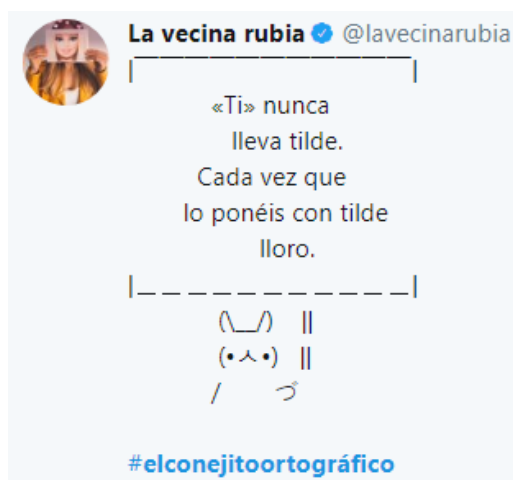 La vecina rubia @lavecinarubia
|￣￣￣￣￣￣￣￣￣￣￣|
«Ti» nunca
lleva tilde.
Cada vez que
lo ponéis con tilde
lloro.
|＿＿＿＿＿＿＿＿＿＿＿|
(\__/) ||
(•ㅅ•) ||
/ 　 づ
#elconejitoortográfico